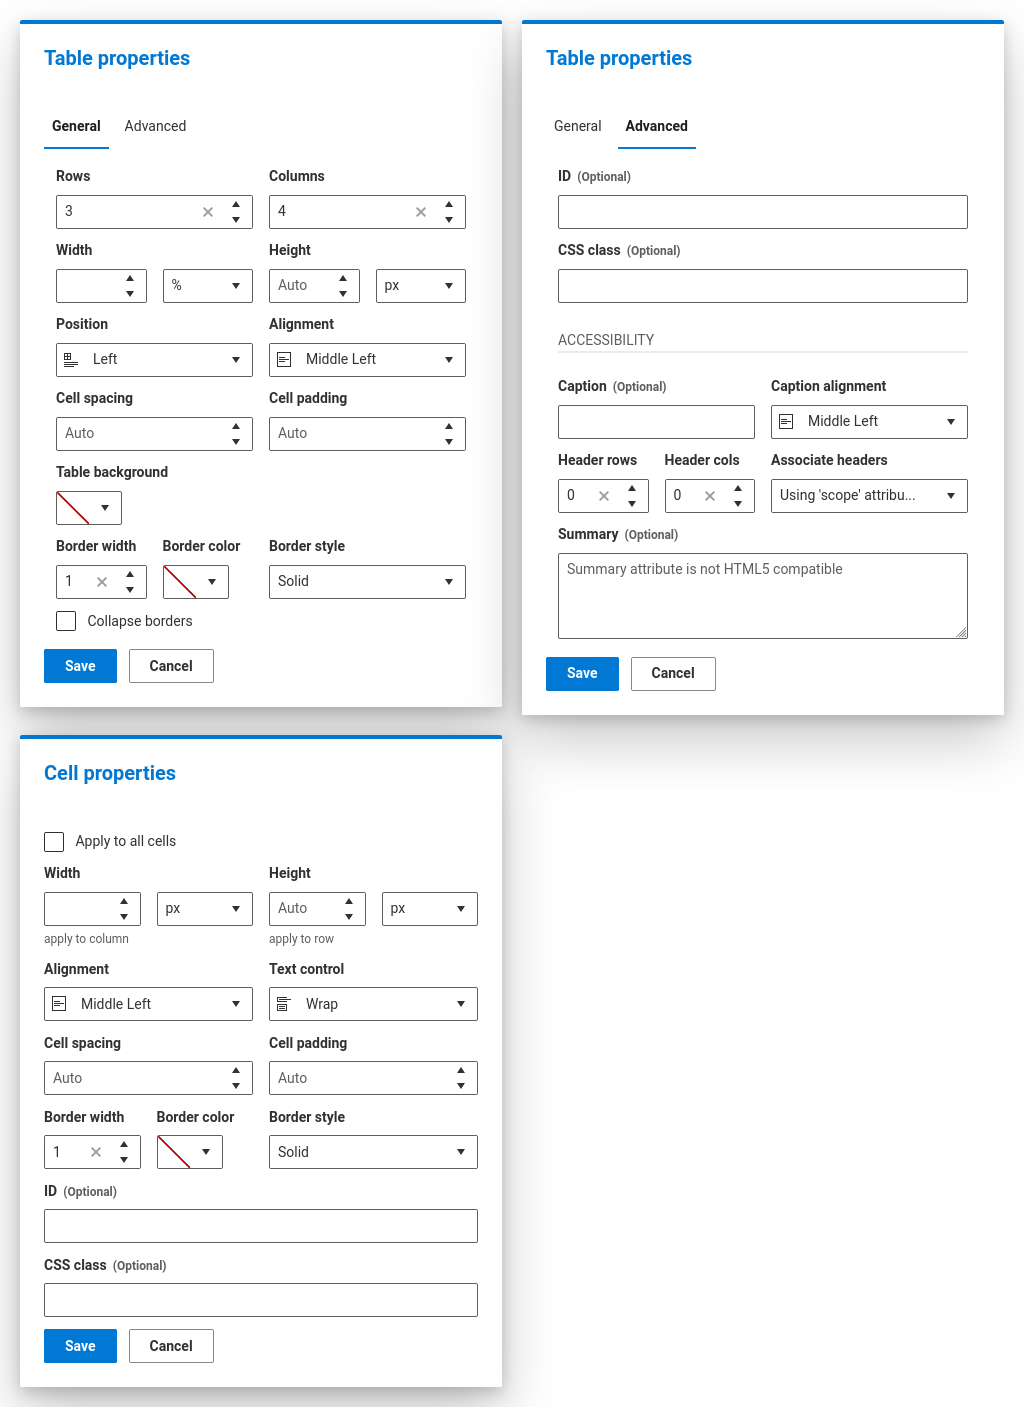 Table properties
General Advanced
Rows Columns
3 4
Width Height
% Auto px
Position Alignment
Left Middle Left
Cell spacing Cell padding
Auto Auto
Table background
Border width Border color Border style
1 Solid
Collapse borders
Save Cancel
Table properties
General Advanced
ID (Optional)
CSS class (Optional)
ACCESSIBILITY
Caption (Optional) Caption alignment
Middle Left
Header rows Header cols Associate headers
0 0 Using 'scope' attribu...
Summary (Optional)
Summary attribute is not HTML5 compatible
Save Cancel
Cell properties
Apply to all cells
Width Height
px Auto px
apply to column apply to row
Alignment Text control
Middle Left Wrap
Cell spacing Cell padding
Auto Auto
Border width Border color Border style
1 Solid
ID (Optional)
CSS class (Optional)
Save Cancel